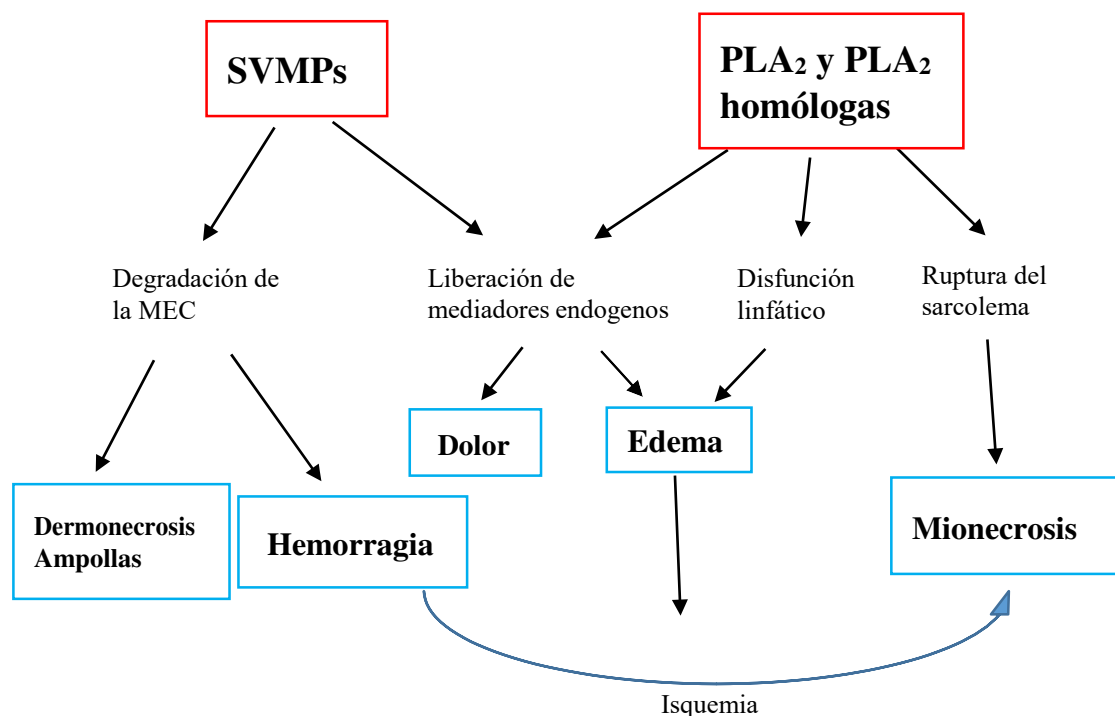 SVMPs
PLA₂ y PLA₂
homólogas
Degradación de
la MEC
Liberación de
mediadores endogenos
Disfunción
linfático
Ruptura del
sarcolema
Dolor
Edema
Dermonecrosis
Ampollas
Hemorragia
Mionecrosis
Isquemia